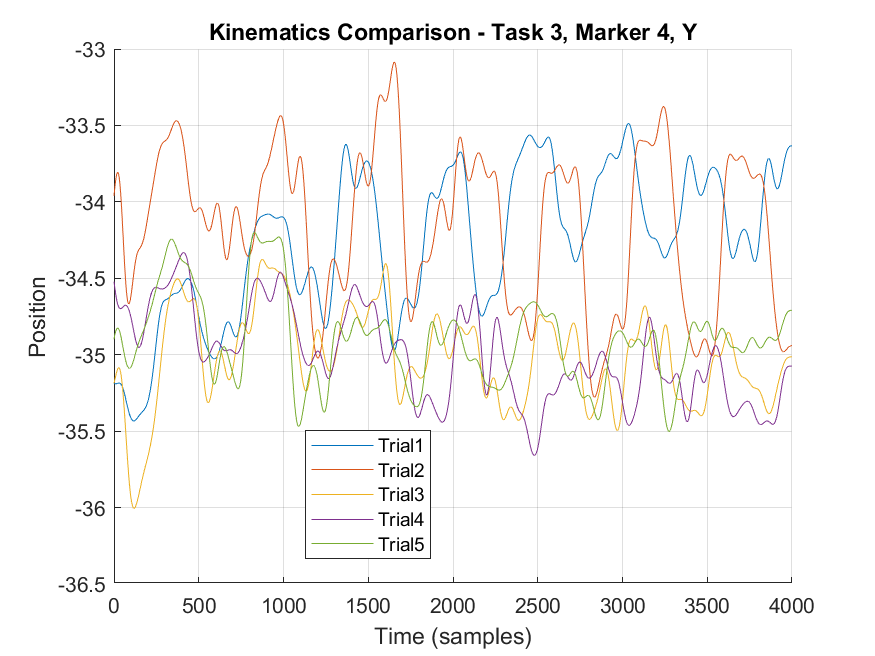 Kinematics Comparison - Task 3, Marker 4, Y
-33
-33.5
-34
-34.5
-35
-35.5
-36
-36.5
Position
Trial1
Trial2
Trial3
Trial4
Trial5
0 500 1000 1500 2000 2500 3000 3500 4000
Time (samples)